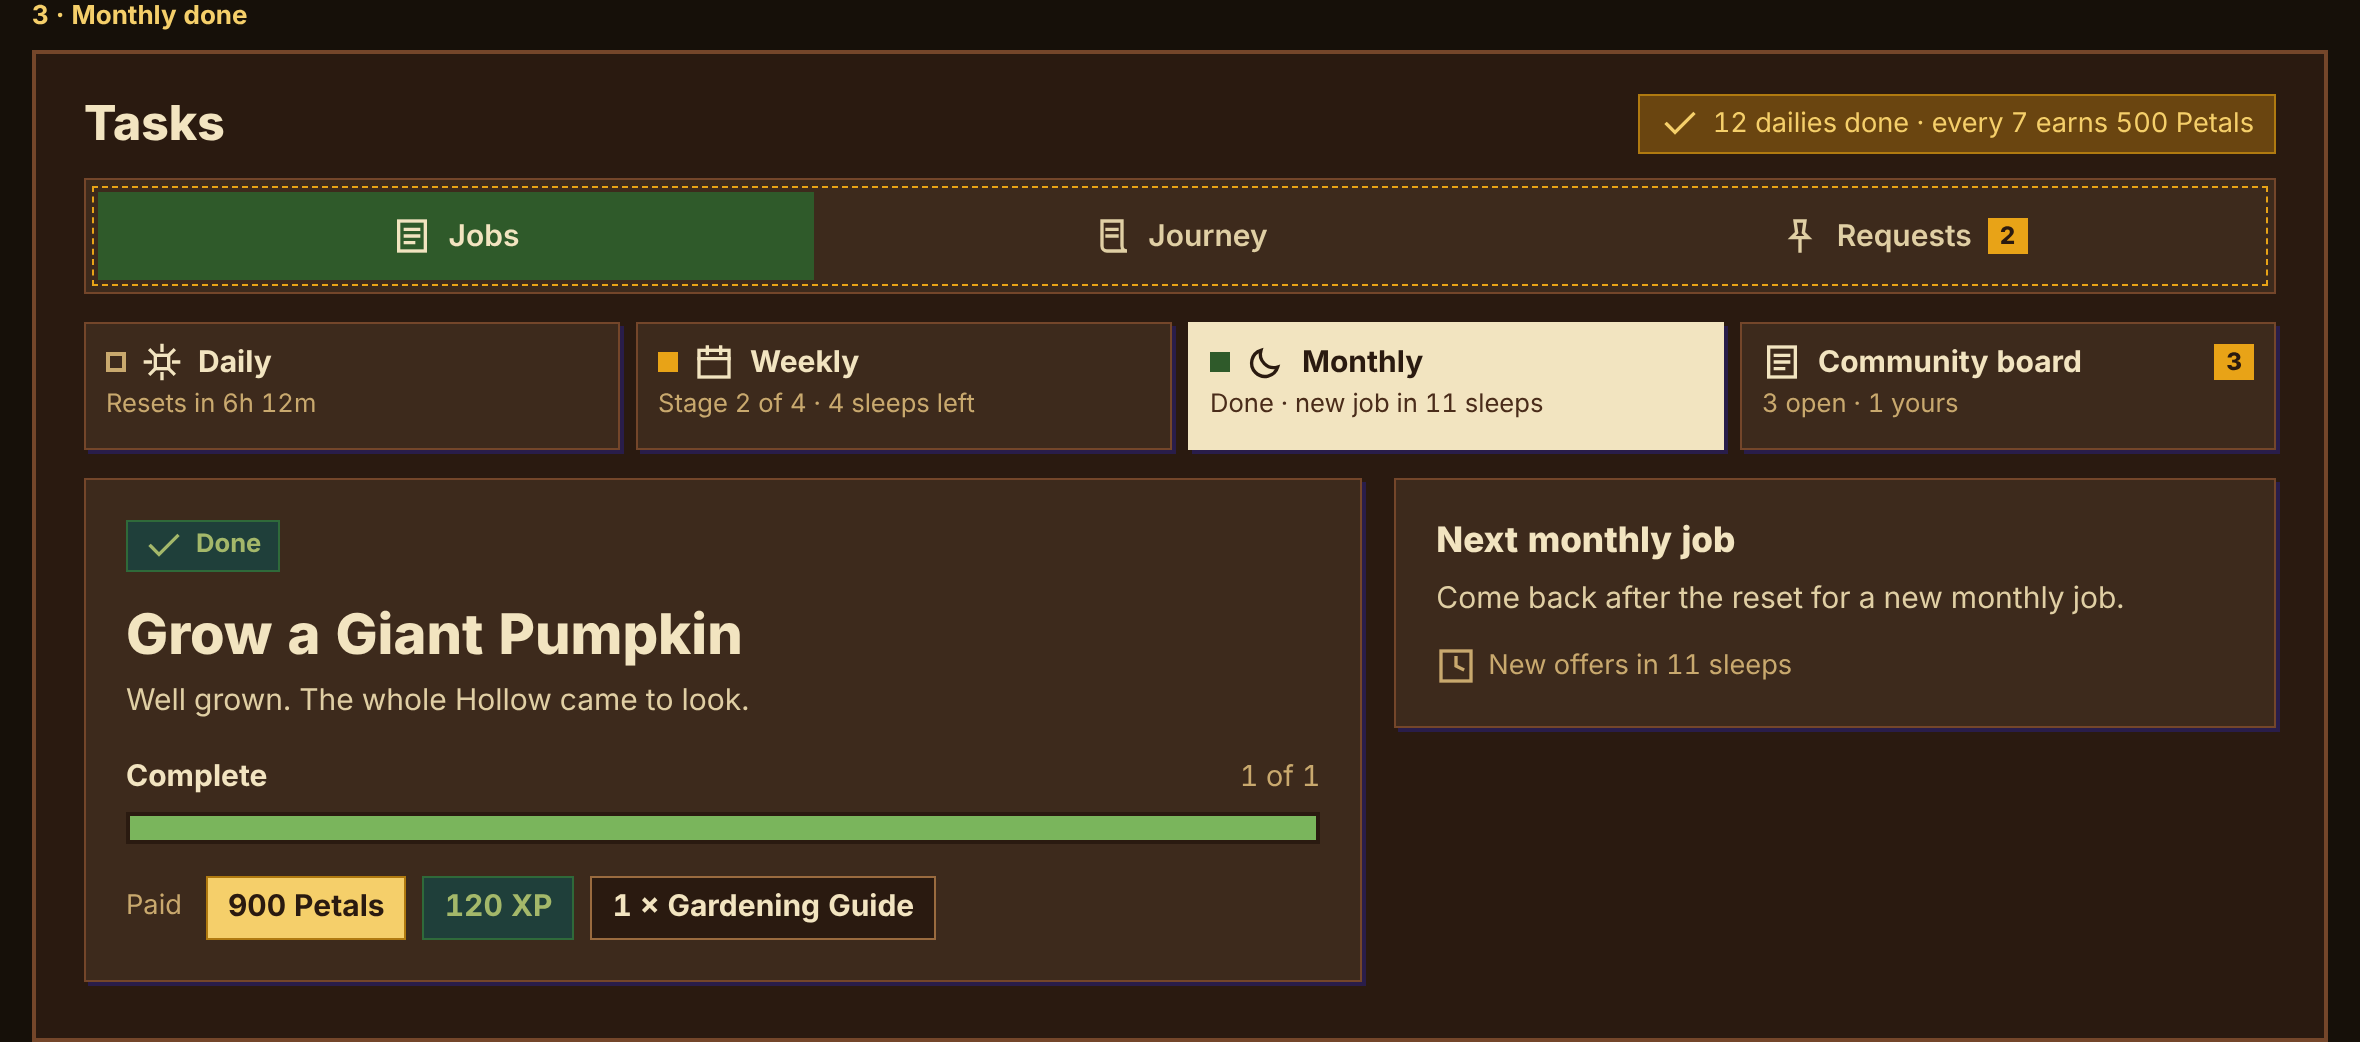 3 · Monthly done
Tasks
12 dailies done · every 7 earns 500 Petals
Jobs
Journey
Requests 2
Daily
Resets in 6h 12m
Weekly
Stage 2 of 4 · 4 sleeps left
Monthly
Done · new job in 11 sleeps
Community board 3
3 open · 1 yours
Done
Grow a Giant Pumpkin
Well grown. The whole Hollow came to look.
Complete 1 of 1
Paid 900 Petals 120 XP 1 × Gardening Guide
Next monthly job
Come back after the reset for a new monthly job.
New offers in 11 sleeps